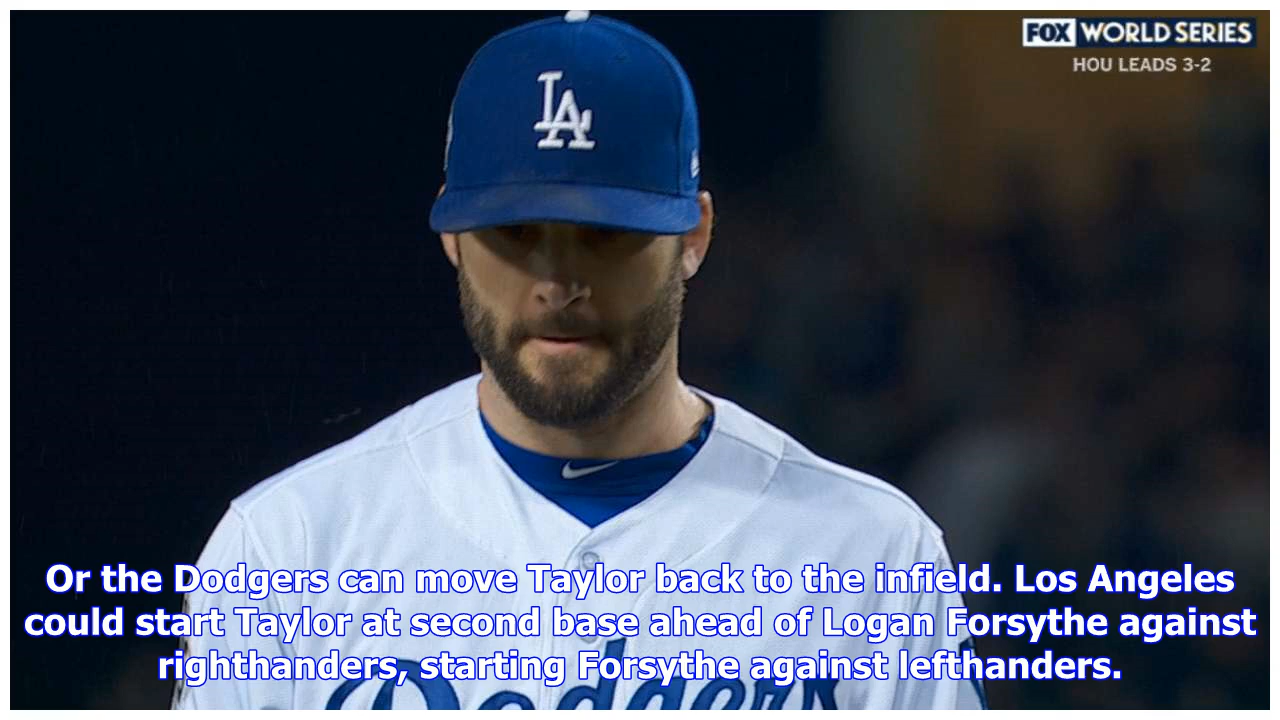 FOX WORLD SERIES
HOU LEADS 3-2
LA
Or the Dodgers can move Taylor back to the infield. Los Angeles
could start Taylor at second base ahead of Logan Forsythe against
righthanders, starting Forsythe against lefthanders.
Dodgers